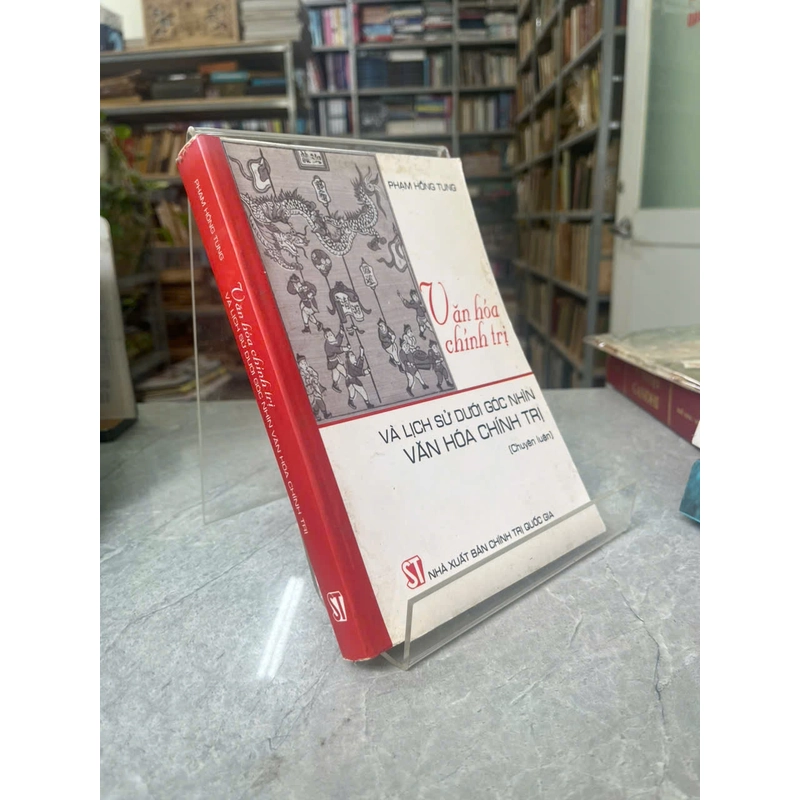 PHẠM HỒNG TUNG
Văn hóa
chính trị
VÀ LỊCH SỬ DƯỚI GÓC NHÌN
VĂN HÓA CHÍNH TRỊ
(Chuyên luận)
ST
NHÀ XUẤT BẢN CHÍNH TRỊ QUỐC GIA
PHẠM HỒNG TUNG
Văn hóa chính trị
VÀ LỊCH SỬ DƯỚI GÓC NHÌN VĂN HÓA CHÍNH TRỊ
ST